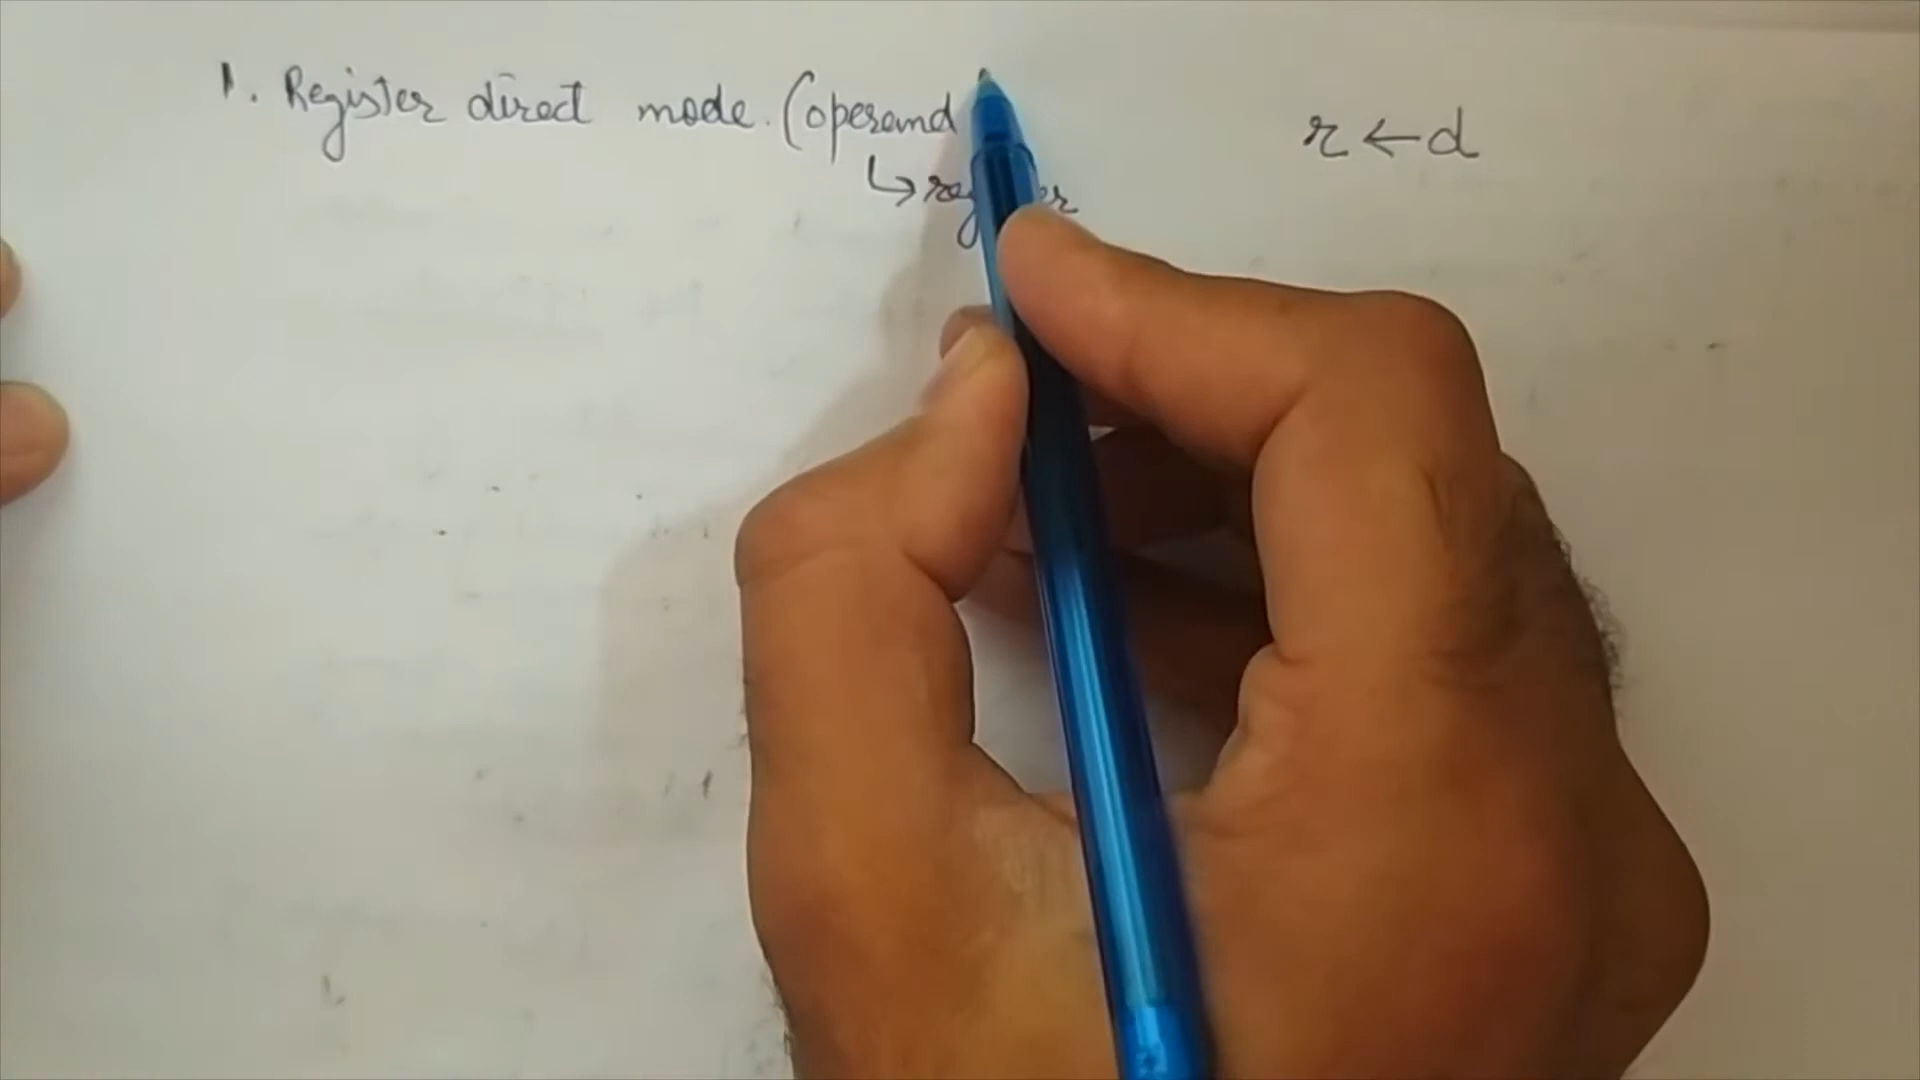 1. Register direct mode. (operand
r ← d
↳